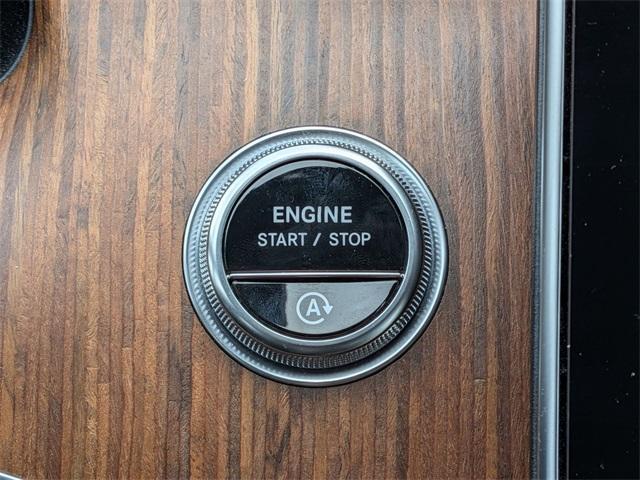 ENGINE
START / STOP
A